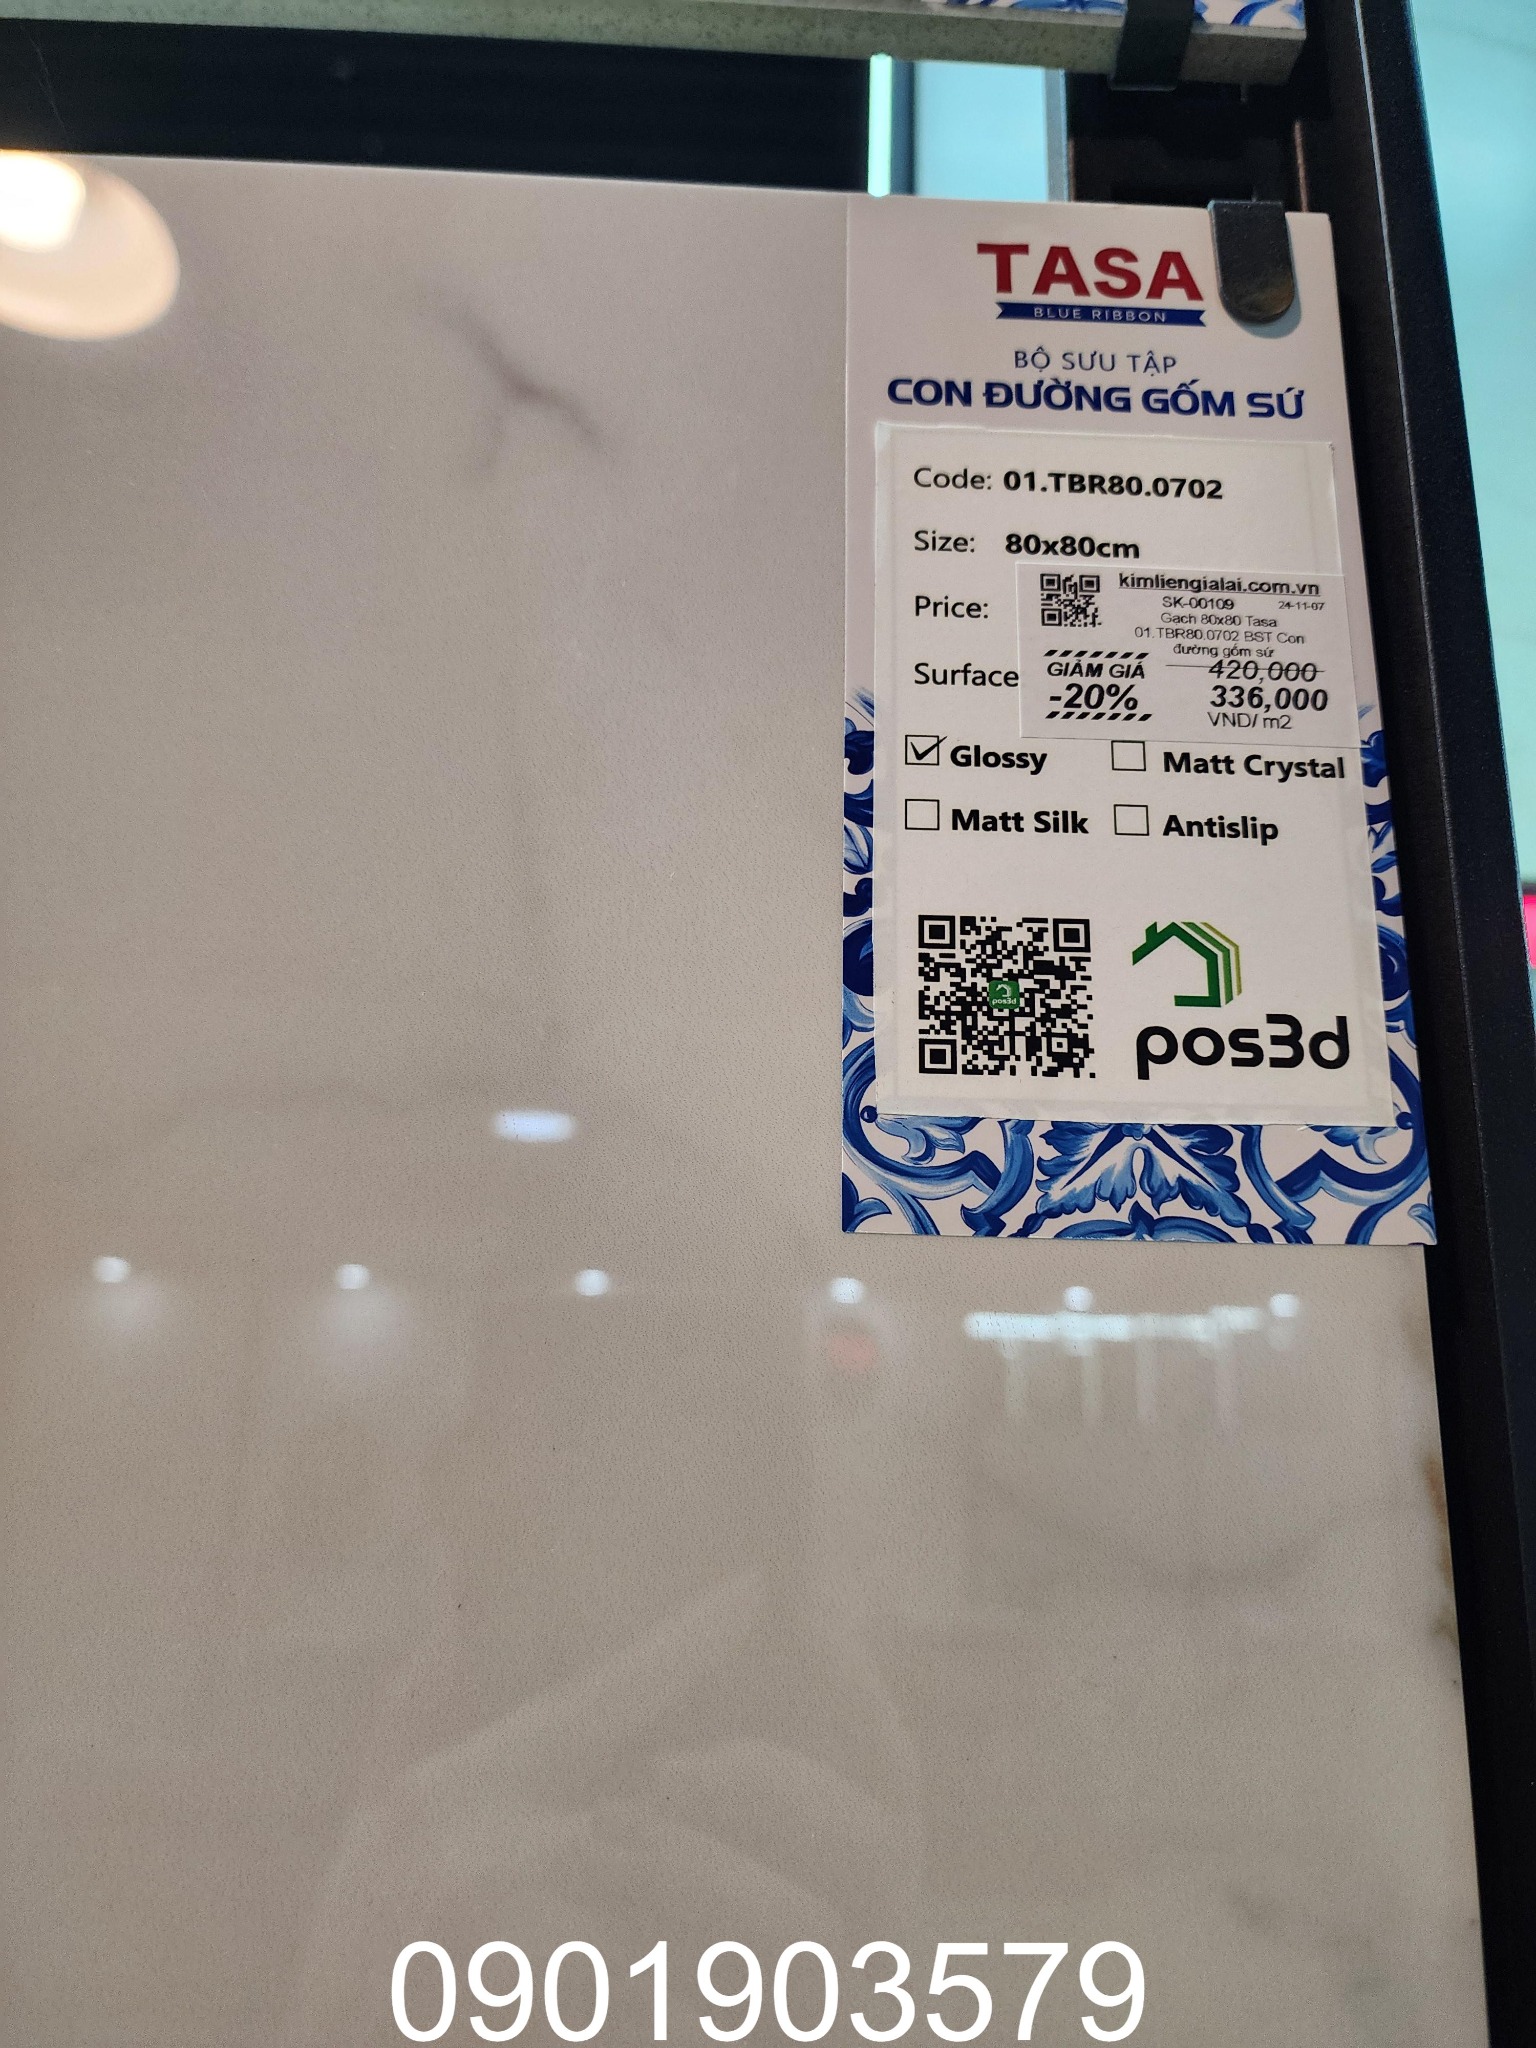 TASA
BLUE RIBBON
BỘ SƯU TẬP
CON ĐƯỜNG GỐM SỨ
Code: 01.TBR80.0702
Size: 80x80cm
Price:
kimliengialai.com.vn
SK-00109 24-11-07
Gạch 80x80 Tasa
01.TBR80.0702 BST Con
đường gốm sứ
GIẢM GIÁ 420,000
-20% 336,000
VND/ m2
Surface
Glossy Matt Crystal
Matt Silk Antislip
pos3d
pos3d
0901903579